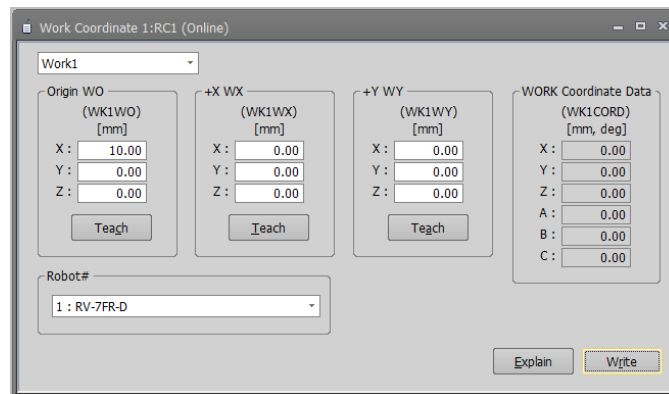 Work Coordinate 1:RC1 (Online)
Work1
Origin WO
(WK1WO)
[mm]
X : 10.00
Y : 0.00
Z : 0.00
Teach
+X WX
(WK1WX)
[mm]
X : 0.00
Y : 0.00
Z : 0.00
Teach
+Y WY
(WK1WY)
[mm]
X : 0.00
Y : 0.00
Z : 0.00
Teach
WORK Coordinate Data
(WK1CORD)
[mm, deg]
X : 0.00
Y : 0.00
Z : 0.00
A : 0.00
B : 0.00
C : 0.00
Robot#
1 : RV-7FR-D
Explain
Write